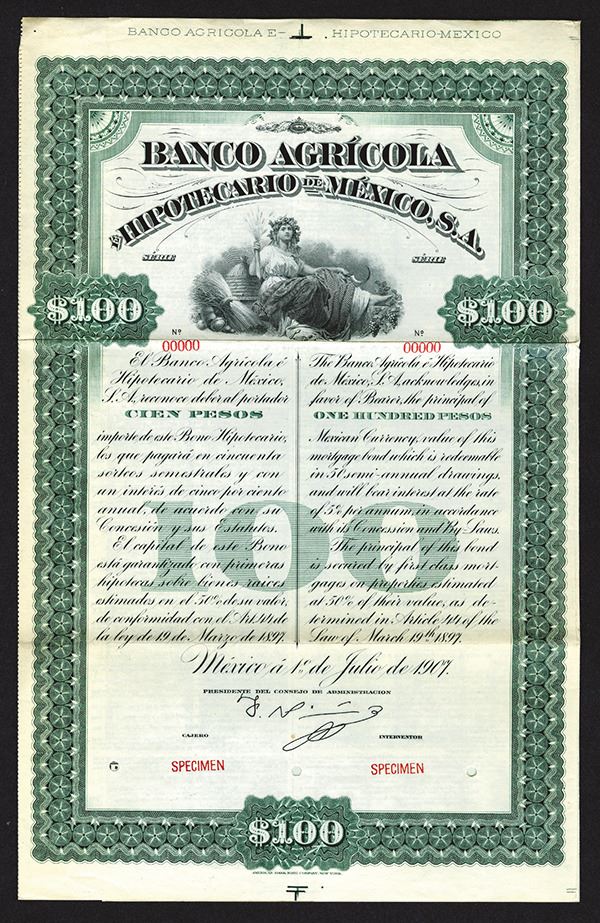 BANCO AGRICOLA E- HIPOTECARIO-MEXICO
BANCO AGRÍCOLA
É HIPOTECARIO DE MÉXICO, S.A.
SÉRIE SÉRIE
$100 $100
Nº Nº
00000 00000
El Banco Agrícola é
Hipotecario de México,
S. A. reconoce deber al portador
CIEN PESOS
importe de este Bono Hipotecario,
los que pagará en cincuenta
sorteos semestrales y con
un interés de cinco por ciento
anual, de acuerdo con su
Concesión y sus Estatutos.
El capital de este Bono
está garantizado con primeras
hipotecas sobre bienes raices
estimados en el 50% de su valor,
de conformidad con el Art. 44 de
la ley de 19 de Marzo de 1897.
The Banco Agrícola é Hipotecario
de México, S. A. acknowledges, in
favor of Bearer, the principal of
ONE HUNDRED PESOS
Mexican Currency, value of this
mortgage bond which is redeemable
in 50 semi-annual drawings,
and will bear interest at the rate
of 5% per annum, in accordance
with its Concession and By-Laws.
The principal of this bond
is secured by first class mort-
gages on properties estimated
at 50% of their value, as de-
termined in Article 44 of the
Law of March 19th 1897.
100
México á 1º de Julio de 1907.
PRESIDENTE DEL CONSEJO DE ADMINISTRACION
CAJERO INTERVENTOR
SPECIMEN SPECIMEN
$100
AMERICAN BANK NOTE COMPANY, NEW YORK.